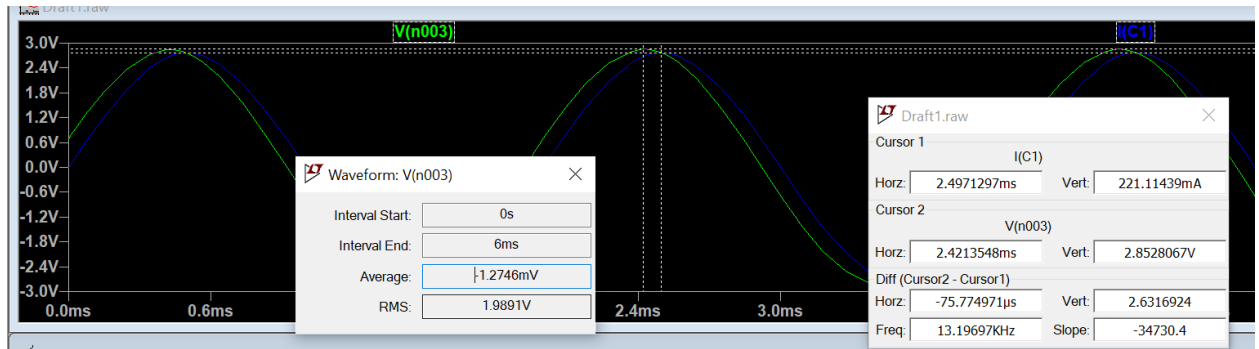 Draft1.raw
V(n003)
I(C1)
3.0V
2.4V
1.8V
1.2V
0.6V
0.0V
-0.6V
-1.2V
-1.8V
-2.4V
-3.0V
0.0ms
0.6ms
2.4ms
3.0ms
Waveform: V(n003)
Interval Start: 0s
Interval End: 6ms
Average: -1.2746mV
RMS: 1.9891V
Draft1.raw
Cursor 1
I(C1)
Horz: 2.4971297ms Vert: 221.11439mA
Cursor 2
V(n003)
Horz: 2.4213548ms Vert: 2.8528067V
Diff (Cursor2 - Cursor1)
Horz: -75.774971µs Vert: 2.6316924
Freq: 13.19697KHz Slope: -34730.4